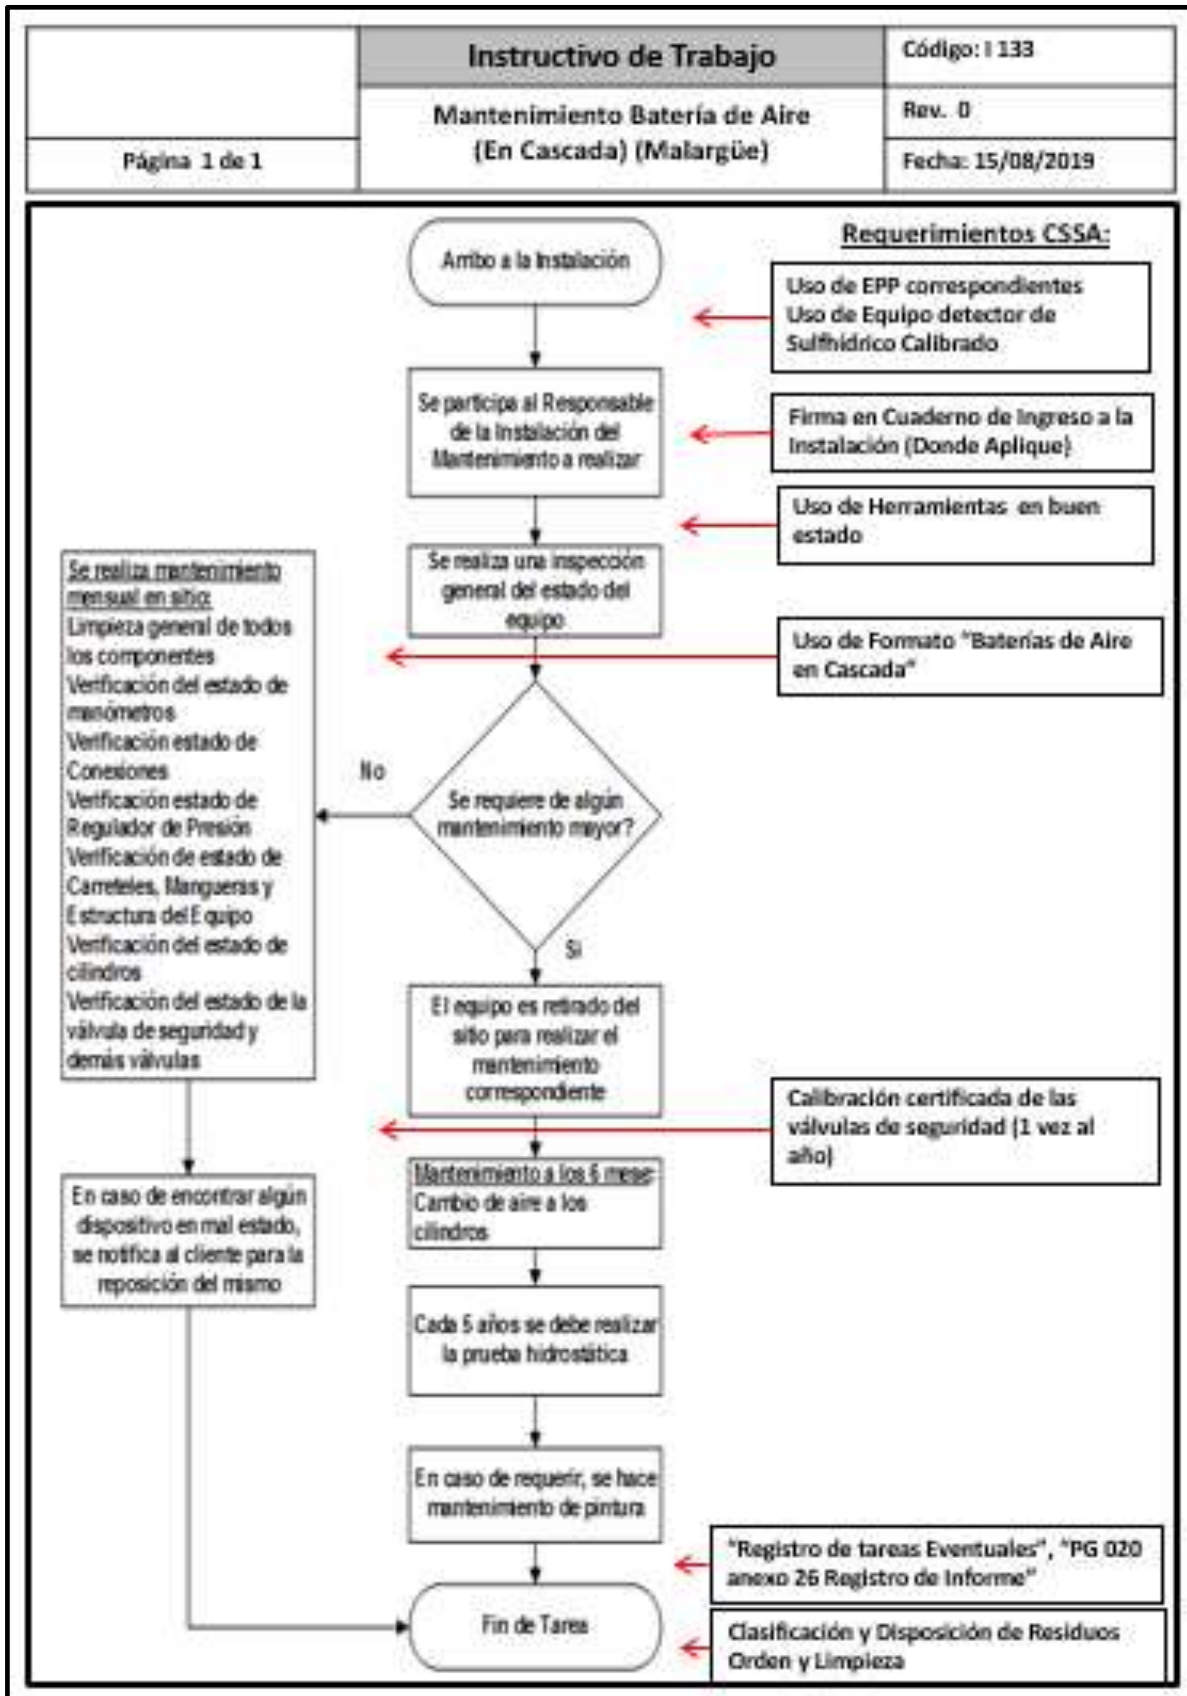 Instructivo de Trabajo
Código: I 133
Mantenimiento Batería de Aire
(En Cascada) (Malargüe)
Rev. 0
Página 1 de 1
Fecha: 15/08/2019
Requerimientos CSSA:
Arribo a la Instalación
Uso de EPP correspondientes
Uso de Equipo detector de
Sulfhídrico Calibrado
Se participa al Responsable
de la Instalación del
Mantenimiento a realizar
Firma en Cuaderno de Ingreso a la
Instalación (Donde Aplique)
Uso de Herramientas en buen
estado
Se realiza una inspección
general del estado del
equipo
Uso de Formato "Baterías de Aire
en Cascada"
Se realiza mantenimiento
mensual en sitio:
Limpieza general de todos
los componentes
Verificación del estado de
manómetros
Verificación estado de
Conexiones
Verificación estado de
Regulador de Presión
Verificación de estado de
Carreteles, Mangueras y
Estructura del Equipo
Verificación del estado de
cilindros
Verificación del estado de la
válvula de seguridad y
demás válvulas
No
Se requiere de algún
mantenimiento mayor?
Si
El equipo es retirado del
sitio para realizar el
mantenimiento
correspondiente
Calibración certificada de las
válvulas de seguridad (1 vez al
año)
Mantenimiento a los 6 mese:
Cambio de aire a los
cilindros
En caso de encontrar algún
dispositivo en mal estado,
se notifica al cliente para la
reposición del mismo
Cada 5 años se debe realizar
la prueba hidrostática
En caso de requerir, se hace
mantenimiento de pintura
"Registro de tareas Eventuales", "PG 020
anexo 26 Registro de Informe"
Fin de Tarea
Clasificación y Disposición de Residuos
Orden y Limpieza